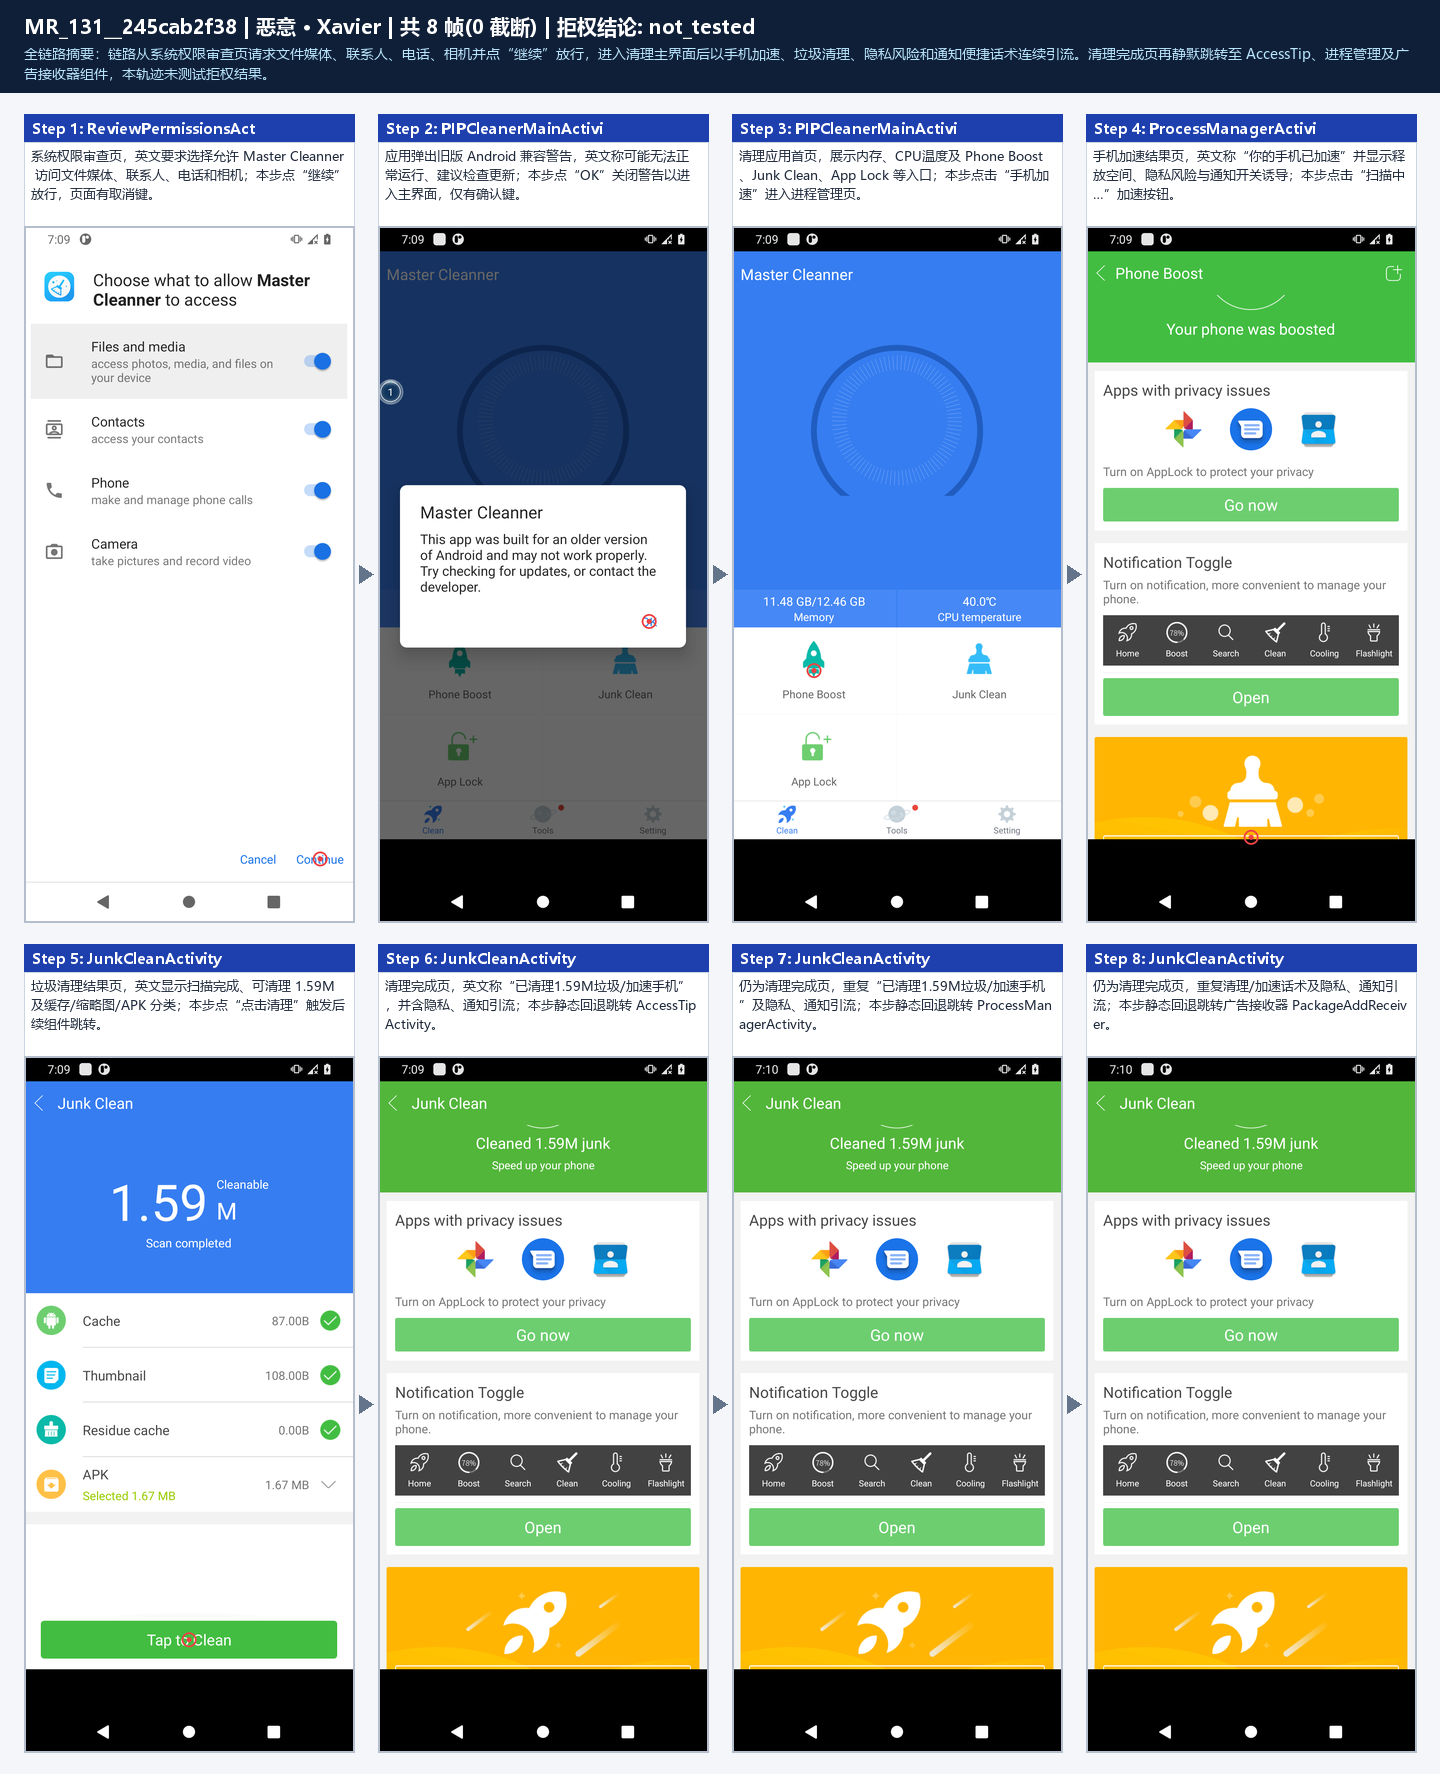 MR_131__245cab2f38 | 恶意 • Xavier | 共 8 帧(0 截断) | 拒权结论: not_tested
全链路摘要：链路从系统权限审查页请求文件媒体、联系人、电话、相机并点“继续”放行，进入清理主界面后以手机加速、垃圾清理、隐私风险和通知便捷话术连续引流。清理完成页再静默跳转至 AccessTip、进程管理及广
告接收器组件，本轨迹未测试拒权结果。
Step 1: ReviewPermissionsAct
系统权限审查页，英文要求选择允许 Master Cleanner
访问文件媒体、联系人、电话和相机；本步点“继续”
放行，页面有取消键。
7:09
Choose what to allow Master
Cleanner to access
Files and media
access photos, media, and files on
your device
Contacts
access your contacts
Phone
make and manage phone calls
Camera
take pictures and record video
Cancel
Step 2: PIPCleanerMainActivi
应用弹出旧版 Android 兼容警告，英文称可能无法正
常运行、建议检查更新；本步点“OK”关闭警告以进
入主界面，仅有确认键。
7:09
Master Cleanner
1
Master Cleanner
This app was built for an older version
of Android and may not work properly.
Try checking for updates, or contact the
developer.
Phone Boost
Junk Clean
App Lock
Clean
Tools
Setting
Step 3: PIPCleanerMainActivi
清理应用首页，展示内存、CPU温度及 Phone Boost
、Junk Clean、App Lock 等入口；本步点击“手机加
速”进入进程管理页。
7:09
Master Cleanner
11.48 GB/12.46 GB
Memory
40.0℃
CPU temperature
Phone Boost
Junk Clean
App Lock
Clean
Tools
Setting
Step 4: ProcessManagerActivi
手机加速结果页，英文称“你的手机已加速”并显示释
放空间、隐私风险与通知开关诱导；本步点击“扫描中
…”加速按钮。
7:09
Phone Boost
Your phone was boosted
Apps with privacy issues
Turn on AppLock to protect your privacy
Go now
Notification Toggle
Turn on notification, more convenient to manage your
phone.
78%
Home
Boost
Search
Clean
Cooling
Flashlight
Open
Step 5: JunkCleanActivity
垃圾清理结果页，英文显示扫描完成、可清理 1.59M
及缓存/缩略图/APK 分类；本步点“点击清理”触发后
续组件跳转。
7:09
Junk Clean
1.59
Cleanable
M
Scan completed
Cache
87.00B
Thumbnail
108.00B
Residue cache
0.00B
APK
Selected 1.67 MB
1.67 MB
Tap to Clean
Step 6: JunkCleanActivity
清理完成页，英文称“已清理1.59M垃圾/加速手机”
，并含隐私、通知引流；本步静态回退跳转 AccessTip
Activity。
7:09
Junk Clean
Cleaned 1.59M junk
Speed up your phone
Apps with privacy issues
Turn on AppLock to protect your privacy
Go now
Notification Toggle
Turn on notification, more convenient to manage your
phone.
78%
Home
Boost
Search
Clean
Cooling
Flashlight
Open
Step 7: JunkCleanActivity
仍为清理完成页，重复“已清理1.59M垃圾/加速手机
”及隐私、通知引流；本步静态回退跳转 ProcessMan
agerActivity。
7:10
Junk Clean
Cleaned 1.59M junk
Speed up your phone
Apps with privacy issues
Turn on AppLock to protect your privacy
Go now
Notification Toggle
Turn on notification, more convenient to manage your
phone.
78%
Home
Boost
Search
Clean
Cooling
Flashlight
Open
Step 8: JunkCleanActivity
仍为清理完成页，重复清理/加速话术及隐私、通知引
流；本步静态回退跳转广告接收器 PackageAddReceiv
er。
7:10
Junk Clean
Cleaned 1.59M junk
Speed up your phone
Apps with privacy issues
Turn on AppLock to protect your privacy
Go now
Notification Toggle
Turn on notification, more convenient to manage your
phone.
78%
Home
Boost
Search
Clean
Cooling
Flashlight
Open